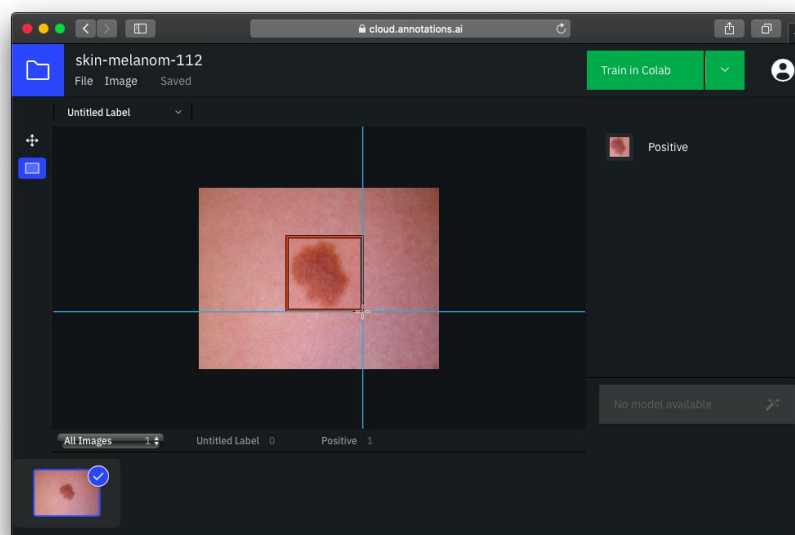 cloud.annotations.ai
skin-melanom-112
File Image Saved
Train in Colab
Untitled Label
Positive
No model available
All Images 1 Untitled Label 0 Positive 1